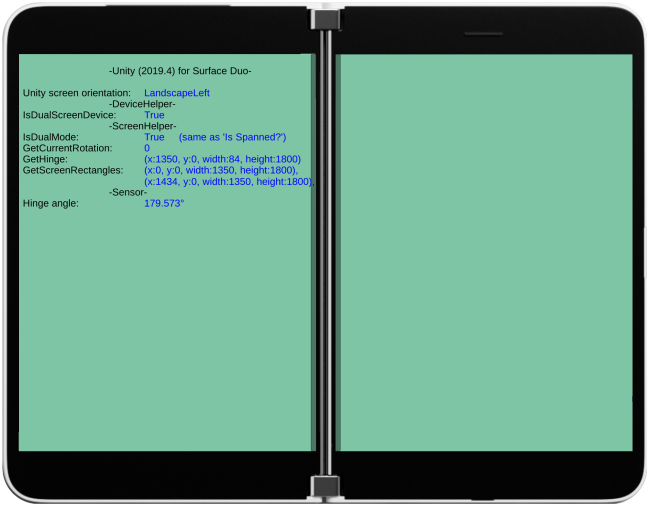 -Unity (2019.4) for Surface Duo-
Unity screen orientation: LandscapeLeft
-DeviceHelper-
IsDualScreenDevice: True
-ScreenHelper-
IsDualMode: True (same as 'Is Spanned?')
GetCurrentRotation: 0
GetHinge: (x:1350, y:0, width:84, height:1800)
GetScreenRectangles: (x:0, y:0, width:1350, height:1800),
(x:1434, y:0, width:1350, height:1800),
-Sensor-
Hinge angle: 179.573°